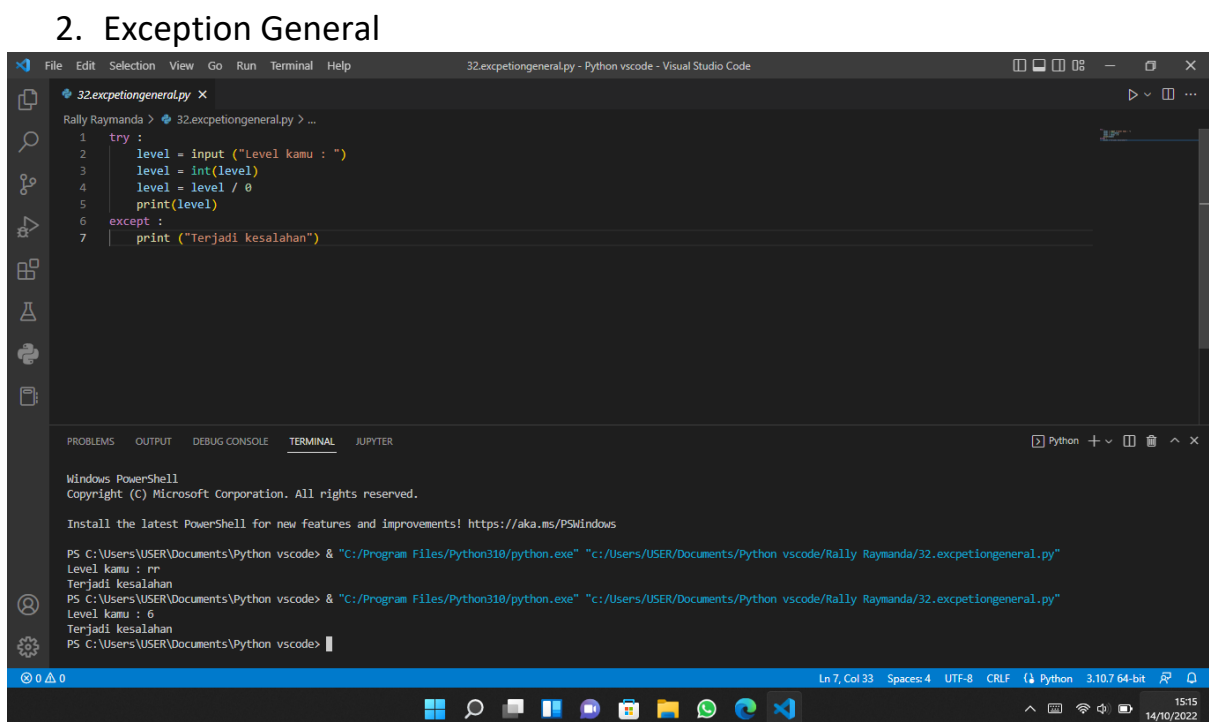 2. Exception General
File Edit Selection View Go Run Terminal Help 32.excpetiongeneral.py - Python vscode - Visual Studio Code
32.excpetiongeneral.py
Rally Raymanda > 32.excpetiongeneral.py > ...
1 try :
2 level = input ("Level kamu : ")
3 level = int(level)
4 level = level / 0
5 print(level)
6 except :
7 print ("Terjadi kesalahan")
PROBLEMS OUTPUT DEBUG CONSOLE TERMINAL JUPYTER Python
Windows PowerShell
Copyright (C) Microsoft Corporation. All rights reserved.
Install the latest PowerShell for new features and improvements! https://aka.ms/PSWindows
PS C:\Users\USER\Documents\Python vscode> & "C:/Program Files/Python310/python.exe" "c:/Users/USER/Documents/Python vscode/Rally Raymanda/32.excpetiongeneral.py"
Level kamu : rr
Terjadi kesalahan
PS C:\Users\USER\Documents\Python vscode> & "C:/Program Files/Python310/python.exe" "c:/Users/USER/Documents/Python vscode/Rally Raymanda/32.excpetiongeneral.py"
Level kamu : 6
Terjadi kesalahan
PS C:\Users\USER\Documents\Python vscode>
0 0 Ln 7, Col 33 Spaces: 4 UTF-8 CRLF Python 3.10.7 64-bit
15:15
14/10/2022